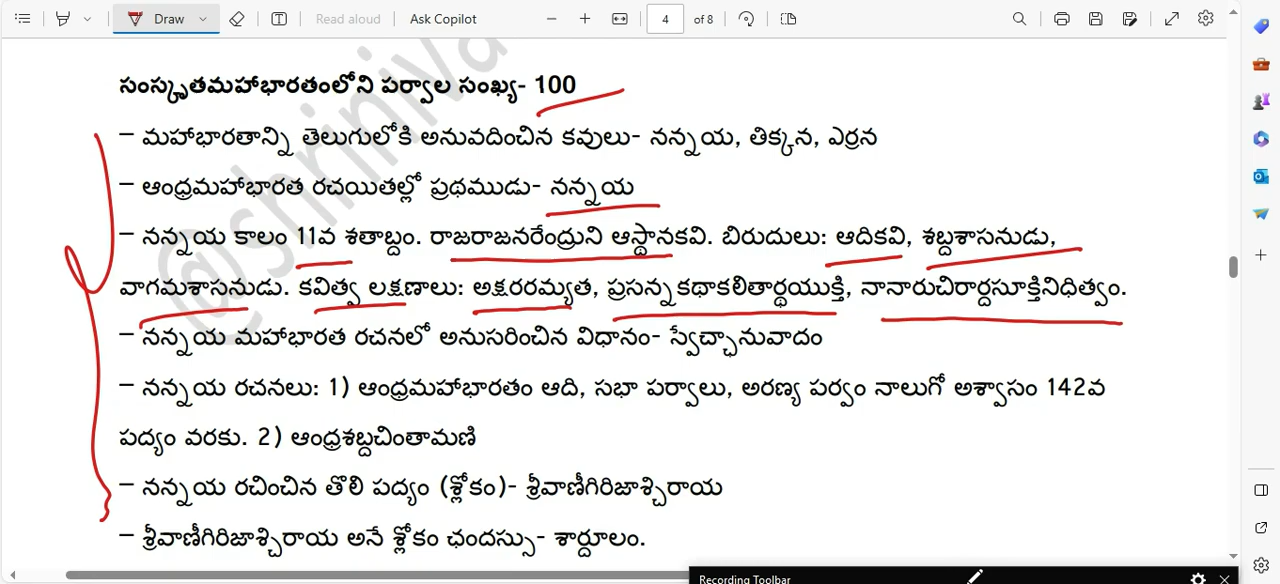 Draw
Read aloud
Ask Copilot
4 of 8
సంస్కృతమహాభారతంలోని పర్వాల సంఖ్య- 100
– మహాభారతాన్ని తెలుగులోకి అనువదించిన కవులు- నన్నయ, తిక్కన, ఎర్రన
– ఆంధ్రమహాభారత రచయితల్లో ప్రథముడు- నన్నయ
– నన్నయ కాలం 11వ శతాబ్దం. రాజరాజనరేంద్రుని ఆస్థానకవి. బిరుదులు: ఆదికవి, శబ్దశాసనుడు,
వాగమశాసనుడు. కవిత్వ లక్షణాలు: అక్షరరమ్యత, ప్రసన్నకథాకలితార్థయుక్తి, నానారుచిరార్థసూక్తినిధిత్వం.
– నన్నయ మహాభారత రచనలో అనుసరించిన విధానం- స్వేచ్ఛానువాదం
– నన్నయ రచనలు: 1) ఆంధ్రమహాభారతం ఆది, సభా పర్వాలు, అరణ్య పర్వం నాలుగో అశ్వాసం 142వ
పద్యం వరకు. 2) ఆంధ్రశబ్దచింతామణి
– నన్నయ రచించిన తొలి పద్యం (శ్లోకం)- శ్రీవాణీగిరిజాశ్చిరాయ
– శ్రీవాణీగిరిజాశ్చిరాయ అనే శ్లోకం ఛందస్సు- శార్దూలం.
@shriniva
Recording Toolbar